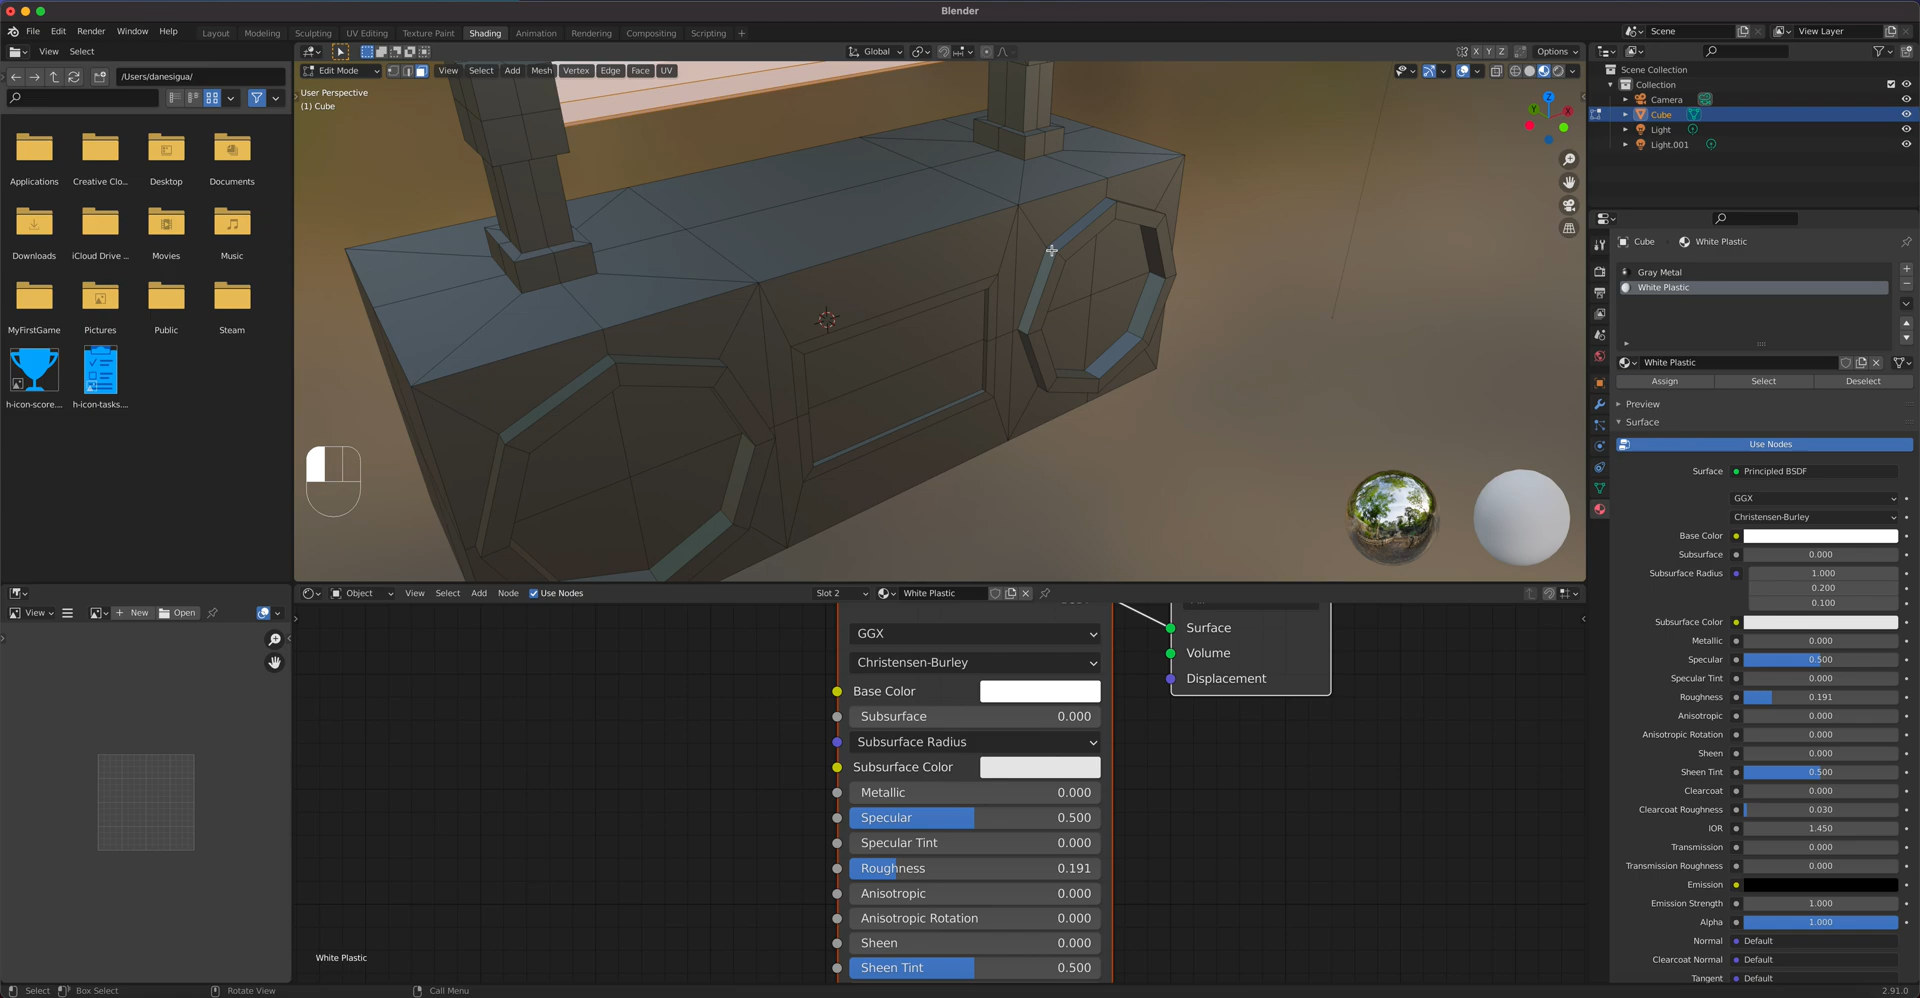 Blender
File Edit Render Window Help
Layout Modeling Sculpting UV Editing Texture Paint Shading Animation Rendering Compositing Scripting +
Scene View Layer
View Select
Global Options
X Y Z
/Users/danesigua/
Edit Mode View Select Add Mesh Vertex Edge Face UV
User Perspective
(1) Cube
Z
Y
X
Scene Collection
Collection
Camera
Cube
Light
Light.001
Applications Creative Clo... Desktop Documents
Downloads iCloud Drive ... Movies Music
MyFirstGame Pictures Public Steam
h-icon-score.... h-icon-tasks....
Cube White Plastic
Gray Metal
White Plastic
White Plastic
Assign Select Deselect
Preview
Surface
Use Nodes
Surface Principled BSDF
GGX
Christensen-Burley
Base Color
Subsurface 0.000
Subsurface Radius 1.000
0.200
0.100
Subsurface Color
Metallic 0.000
Specular 0.500
Specular Tint 0.000
Roughness 0.191
Anisotropic 0.000
Anisotropic Rotation 0.000
Sheen 0.000
Sheen Tint 0.500
Clearcoat 0.000
Clearcoat Roughness 0.030
IOR 1.450
Transmission 0.000
Transmission Roughness 0.000
Emission
Emission Strength 1.000
Alpha 1.000
Normal Default
Clearcoat Normal Default
Tangent Default
View New Open
Object View Select Add Node Use Nodes Slot 2 White Plastic
GGX
Christensen-Burley
Base Color
Subsurface 0.000
Subsurface Radius
Subsurface Color
Metallic 0.000
Specular 0.500
Specular Tint 0.000
Roughness 0.191
Anisotropic 0.000
Anisotropic Rotation 0.000
Sheen 0.000
Sheen Tint 0.500
Surface
Volume
Displacement
White Plastic
Select Box Select Rotate View Call Menu 2.91.0